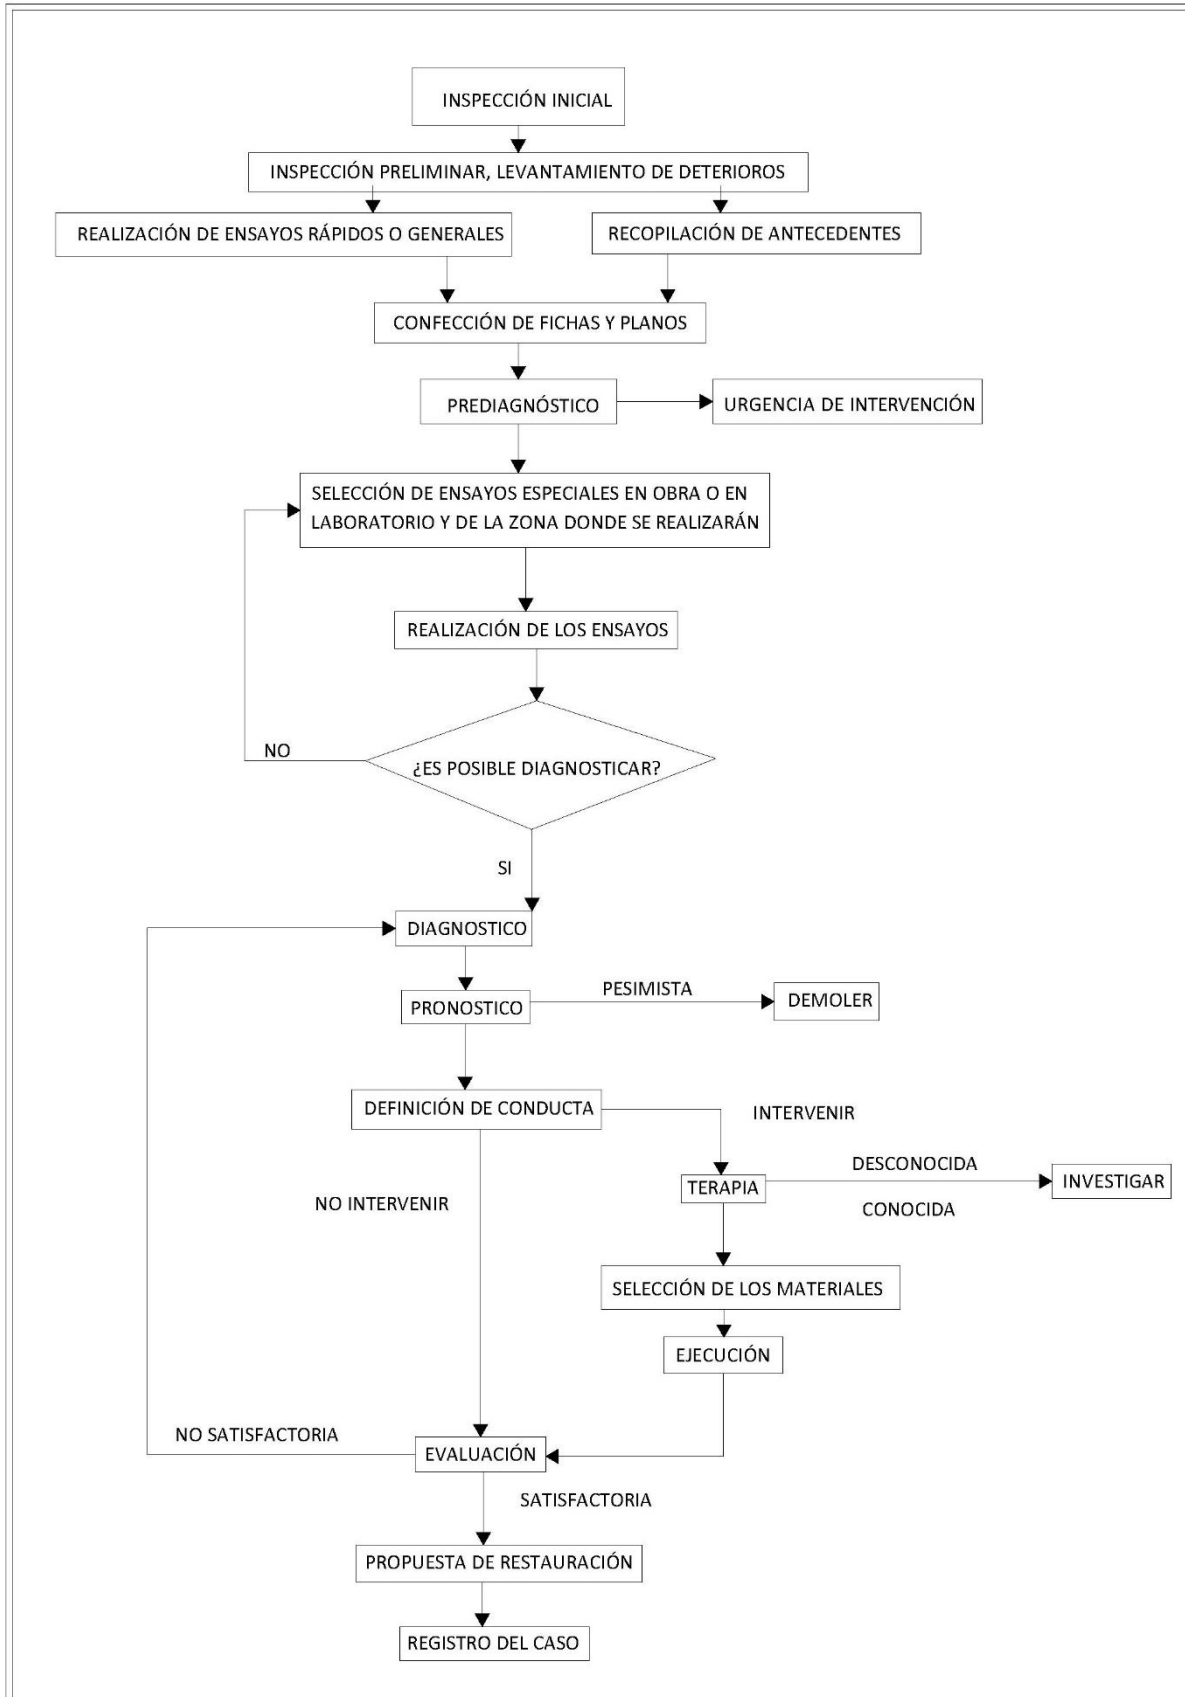 INSPECCIÓN INICIAL
INSPECCIÓN PRELIMINAR, LEVANTAMIENTO DE DETERIOROS
REALIZACIÓN DE ENSAYOS RÁPIDOS O GENERALES
RECOPILACIÓN DE ANTECEDENTES
CONFECCIÓN DE FICHAS Y PLANOS
PREDIAGNÓSTICO
URGENCIA DE INTERVENCIÓN
SELECCIÓN DE ENSAYOS ESPECIALES EN OBRA O EN
LABORATORIO Y DE LA ZONA DONDE SE REALIZARÁN
REALIZACIÓN DE LOS ENSAYOS
NO
¿ES POSIBLE DIAGNOSTICAR?
SI
DIAGNOSTICO
PRONOSTICO
PESIMISTA
DEMOLER
DEFINICIÓN DE CONDUCTA
INTERVENIR
NO INTERVENIR
TERAPIA
DESCONOCIDA
CONOCIDA
INVESTIGAR
SELECCIÓN DE LOS MATERIALES
EJECUCIÓN
NO SATISFACTORIA
EVALUACIÓN
SATISFACTORIA
PROPUESTA DE RESTAURACIÓN
REGISTRO DEL CASO